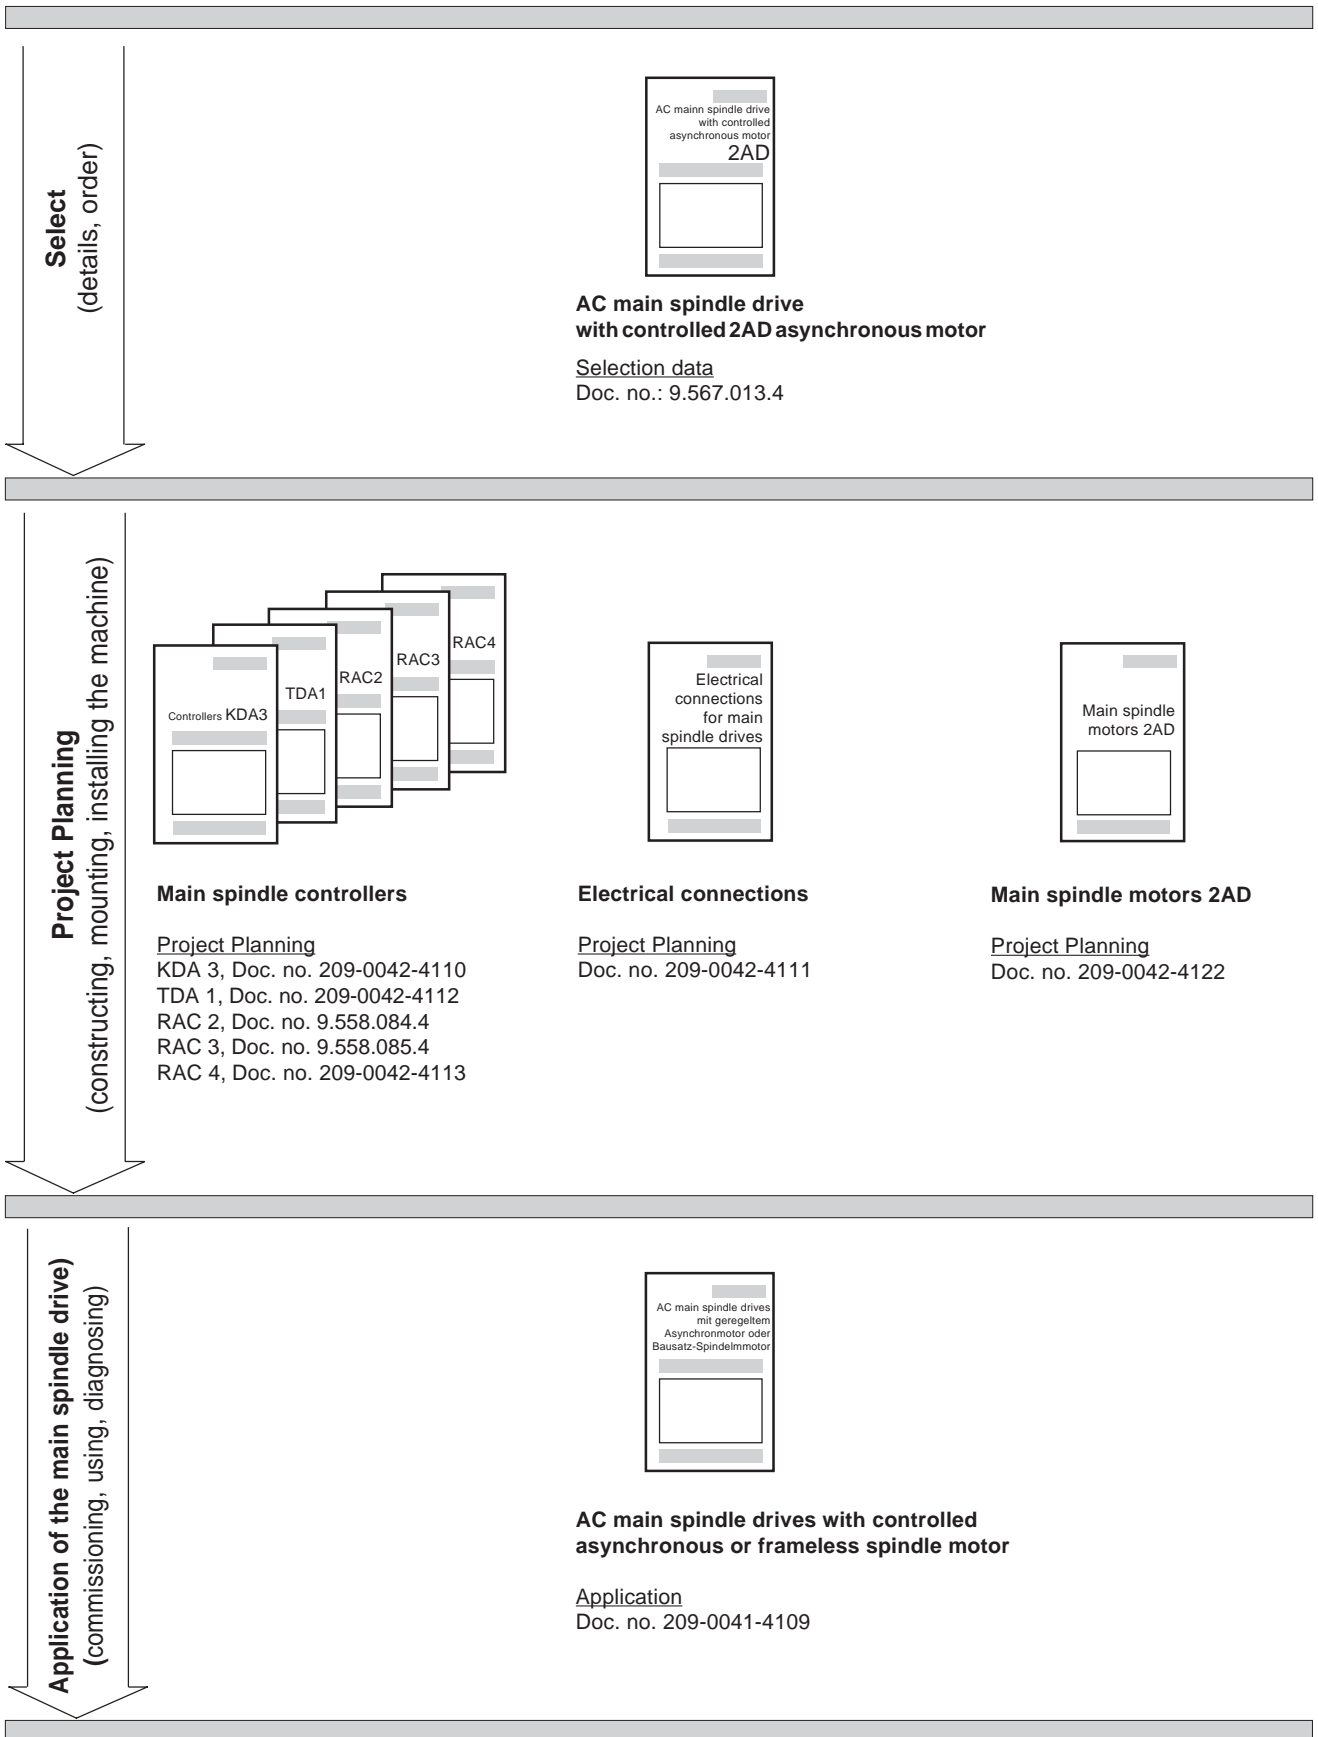 Select
(details, order)
AC mainn spindle drive
with controlled
asynchronous motor
2AD
AC main spindle drive
with controlled 2AD asynchronous motor
Selection data
Doc. no.: 9.567.013.4
Project Planning
(constructing, mounting, installing the machine)
Controllers KDA3
TDA1
RAC2
RAC3
RAC4
Main spindle controllers
Project Planning
KDA 3, Doc. no. 209-0042-4110
TDA 1, Doc. no. 209-0042-4112
RAC 2, Doc. no. 9.558.084.4
RAC 3, Doc. no. 9.558.085.4
RAC 4, Doc. no. 209-0042-4113
Electrical
connections
for main
spindle drives
Electrical connections
Project Planning
Doc. no. 209-0042-4111
Main spindle
motors 2AD
Main spindle motors 2AD
Project Planning
Doc. no. 209-0042-4122
Application of the main spindle drive)
(commissioning, using, diagnosing)
AC main spindle drives
mit geregeltem
Asynchronmotor oder
Bausatz-Spindelmmotor
AC main spindle drives with controlled
asynchronous or frameless spindle motor
Application
Doc. no. 209-0041-4109